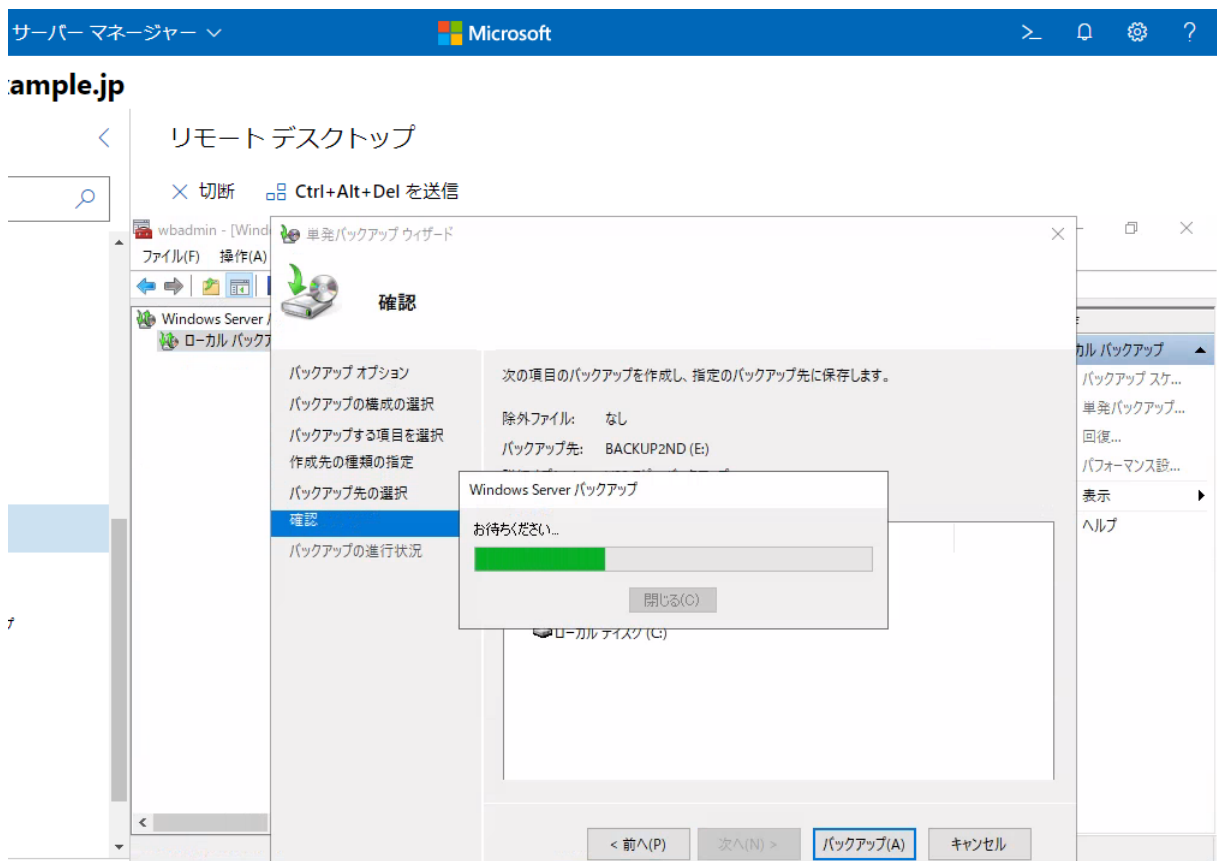 サーバー マネージャー
Microsoft
ample.jp
リモート デスクトップ
切断
Ctrl+Alt+Del を送信
wbadmin - [Wind
単発バックアップ ウィザード
ファイル(F) 操作(A)
確認
Windows Server
ローカル バックア
カル バックアップ
バックアップ スケ...
単発バックアップ...
回復...
パフォーマンス設...
表示
ヘルプ
バックアップ オプション
バックアップの構成の選択
バックアップする項目を選択
作成先の種類の指定
バックアップ先の選択
確認
バックアップの進行状況
次の項目のバックアップを作成し、指定のバックアップ先に保存します。
除外ファイル: なし
バックアップ先: BACKUP2ND (E:)
Windows Server バックアップ
お待ちください...
閉じる(C)
ローカル ディスク (C:)
プ
< 前へ(P)
次へ(N) >
バックアップ(A)
キャンセル